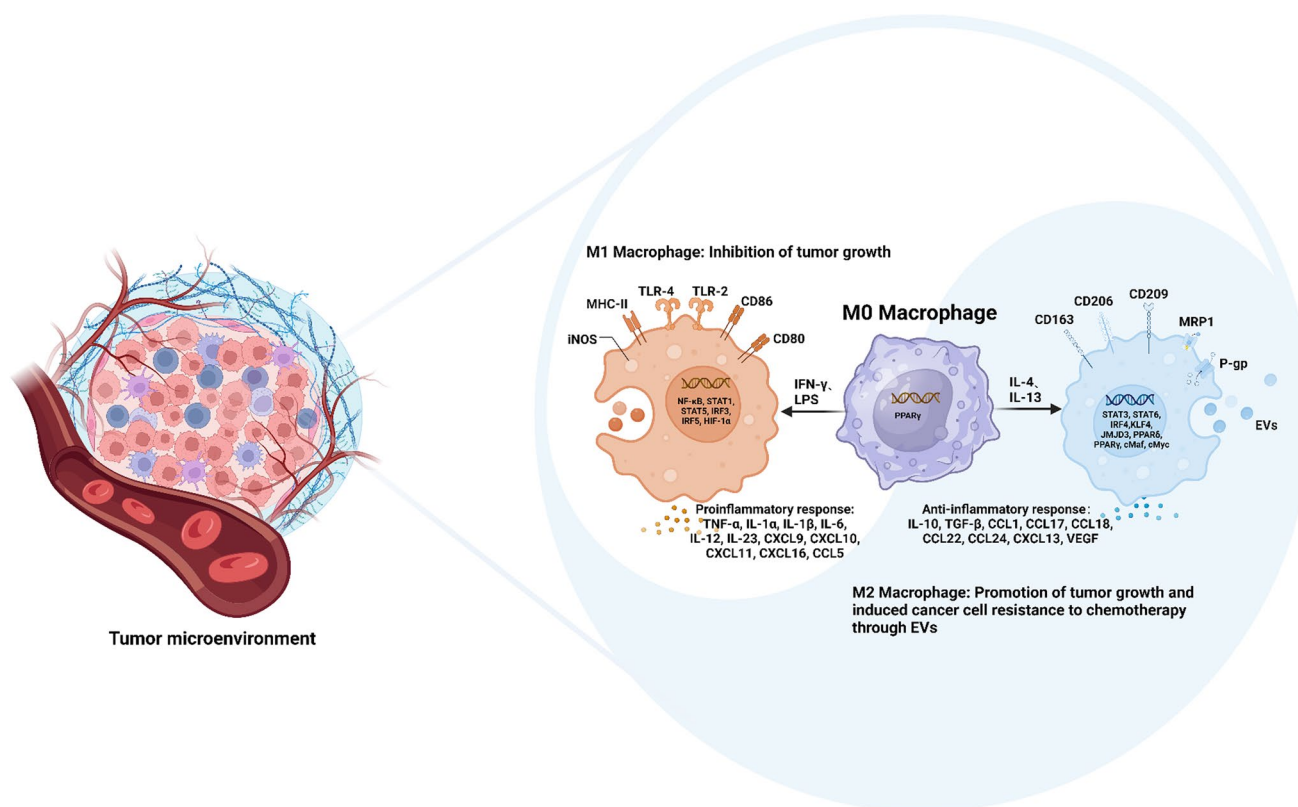 M1 Macrophage: Inhibition of tumor growth
TLR-4
TLR-2
MHC-II
CD86
iNOS
CD80
NF-κB, STAT1,
STAT5, IRF3,
IRF5, HIF-1α
IFN-γ、
LPS
M0 Macrophage
PPARγ
IL-4、
IL-13
CD163
CD206
CD209
MRP1
P-gp
EVs
STAT3, STAT6,
IRF4,KLF4,
JMJD3, PPARδ,
PPARγ, cMaf, cMyc
Proinflammatory response:
TNF-α, IL-1α, IL-1β, IL-6,
IL-12, IL-23, CXCL9, CXCL10,
CXCL11, CXCL16, CCL5
Anti-inflammatory response：
IL-10, TGF-β, CCL1, CCL17, CCL18,
CCL22, CCL24, CXCL13, VEGF
M2 Macrophage: Promotion of tumor growth and
induced cancer cell resistance to chemotherapy
through EVs
Tumor microenvironment